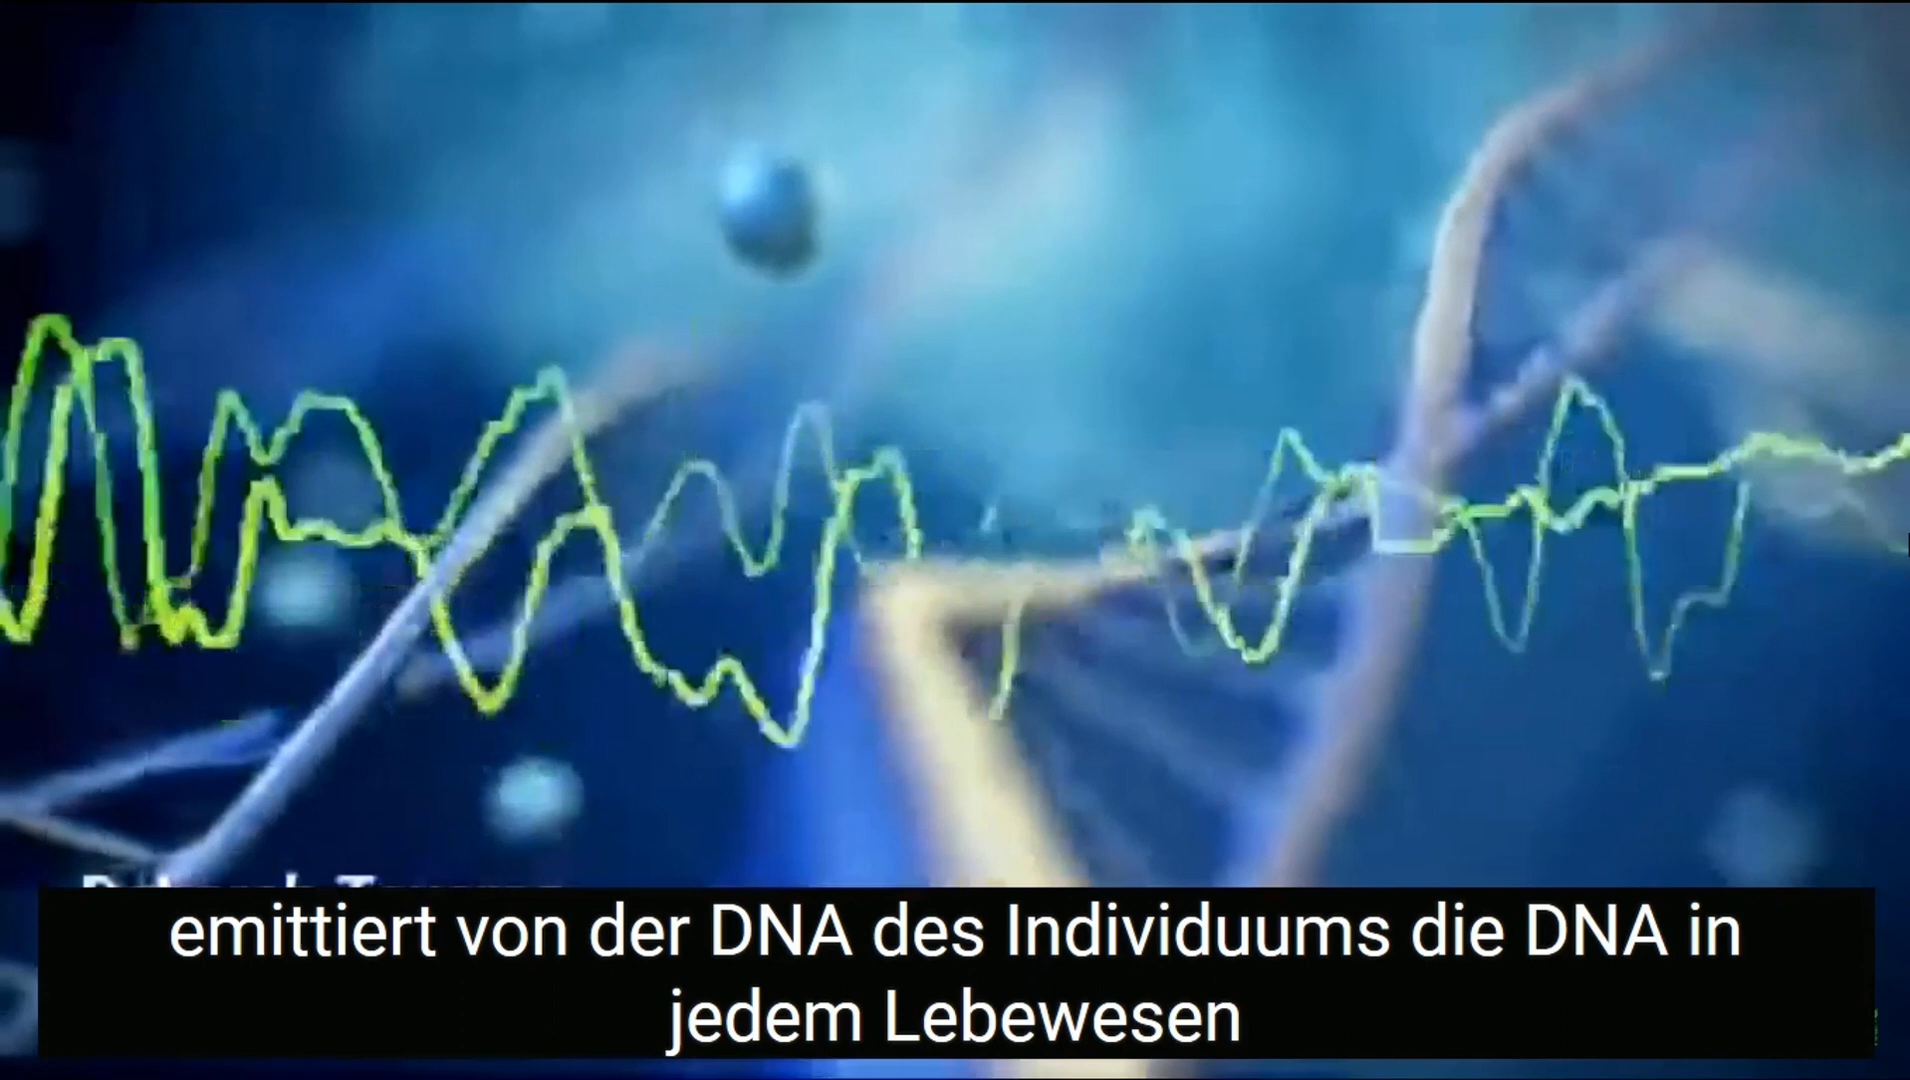 emittiert von der DNA des Individuums die DNA in
jedem Lebewesen